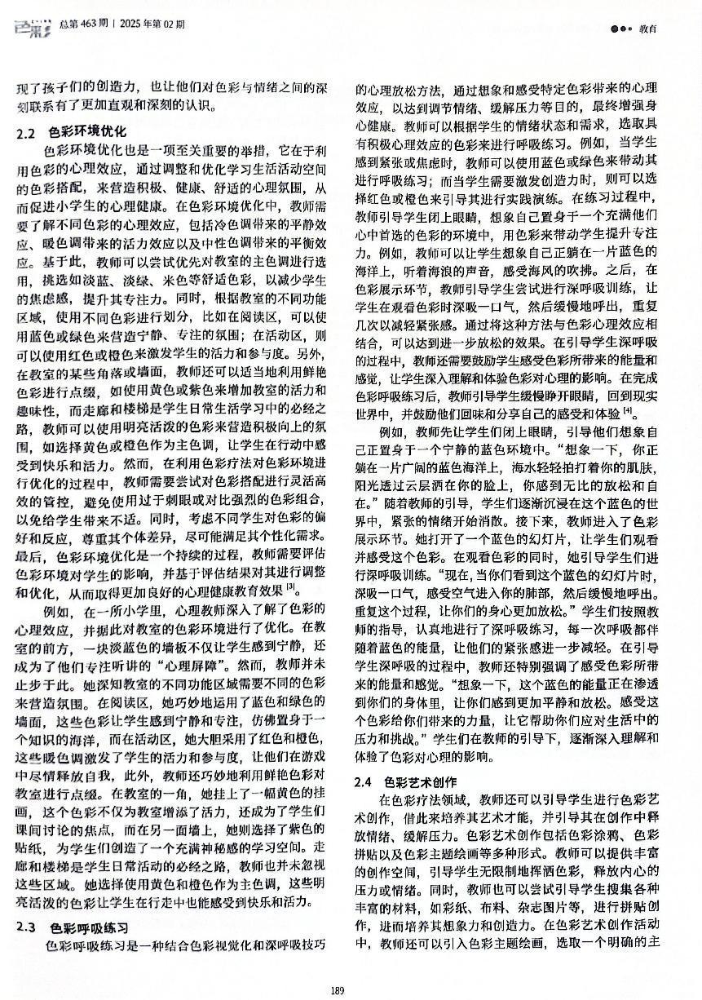 色彩
总第 463 期 | 2025 年第 02 期
●●● 教育
现了孩子们的创造力，也让他们对色彩与情绪之间的深
刻联系有了更加直观和深刻的认识。
2.2 色彩环境优化
色彩环境优化也是一项至关重要的举措，它在于利
用色彩的心理效应，通过调整和优化学习生活活动空间
的色彩搭配，来营造积极、健康、舒适的心理氛围，从
而促进小学生的心理健康。在色彩环境优化中，教师需
要了解不同色彩的心理效应，包括冷色调带来的平静效
应、暖色调带来的活力效应以及中性色调带来的平衡效
应。基于此，教师可以尝试优先对教室的主色调进行选
用，挑选如淡蓝、淡绿、米色等舒适色彩，以减少学生
的焦虑感，提升其专注力。同时，根据教室的不同功能
区域，使用不同色彩进行划分，比如在阅读区，可以使
用蓝色或绿色来营造宁静、专注的氛围；在活动区，则
可以使用红色或橙色来激发学生的活力和参与度。另外，
在教室的某些角落或墙面，教师还可以适当地利用鲜艳
色彩进行点缀，如使用黄色或紫色来增加教室的活力和
趣味性，而走廊和楼梯是学生日常生活学习中的必经之
路，教师可以使用明亮活泼的色彩来营造积极向上的氛
围，如选择黄色或橙色作为主色调，让学生在行动中感
受到快乐和活力。然而，在利用色彩疗法对色彩环境进
行优化的过程中，教师需要尝试对色彩搭配进行灵活高
效的管控，避免使用过于刺眼或对比强烈的色彩组合，
以免给学生带来不适。同时，考虑不同学生对色彩的偏
好和反应，尊重其个体差异，尽可能满足其个性化需求。
最后，色彩环境优化是一个持续的过程，教师需要评估
色彩环境对学生的影响，并基于评估结果对其进行调整
和优化，从而取得更加良好的心理健康教育效果 [3]。
例如，在一所小学里，心理教师深入了解了色彩的
心理效应，并据此对教室的色彩环境进行了优化。在教
室的前方，一块淡蓝色的墙板不仅让学生感到宁静，还
成为了他们专注听讲的“心理屏障”。然而，教师并未
止步于此。她深知教室的不同功能区域需要不同的色彩
来营造氛围。在阅读区，她巧妙地运用了蓝色和绿色的
墙面，这些色彩让学生感到宁静和专注，仿佛置身于一
个知识的海洋，而在活动区，她大胆采用了红色和橙色，
这些暖色调激发了学生的活力和参与度，让他们在游戏
中尽情释放自我，此外，教师还巧妙地利用鲜艳色彩对
教室进行点缀。在教室的一角，她挂上了一幅黄色的挂
画，这个色彩不仅为教室增添了活力，还成为了学生们
课间讨论的焦点，而在另一面墙上，她则选择了紫色的
贴纸，为学生们创造了一个充满神秘感的学习空间。走
廊和楼梯是学生日常活动的必经之路，教师也并未忽视
这些区域。她选择使用黄色和橙色作为主色调，这些明
亮活泼的色彩让学生在行走中也能感受到快乐和活力。
2.3 色彩呼吸练习
色彩呼吸练习是一种结合色彩视觉化和深呼吸技巧
的心理放松方法，通过想象和感受特定色彩带来的心理
效应，以达到调节情绪、缓解压力等目的，最终增强身
心健康。教师可以根据学生的情绪状态和需求，选取具
有积极心理效应的色彩来进行呼吸练习。例如，当学生
感到紧张或焦虑时，教师可以使用蓝色或绿色来带动其
进行呼吸练习；而当学生需要激发创造力时，则可以选
择红色或橙色来引导其进行实践演练。在练习过程中，
教师引导学生闭上眼睛，想象自己置身于一个充满他们
心中首选的色彩的环境中，用色彩来带动学生提升专注
力。例如，教师可以让学生想象自己正躺在一片蓝色的
海洋上，听着海浪的声音，感受海风的吹拂。之后，在
色彩展示环节，教师引导学生尝试进行深呼吸训练，让
学生在观看色彩时深吸一口气，然后缓慢地呼出，重复
几次以减轻紧张感。通过将这种方法与色彩心理效应相
结合，可以达到进一步放松的效果。在引导学生深呼吸
的过程中，教师还需要鼓励学生感受色彩所带来的能量和
感觉，让学生深入理解和体验色彩对心理的影响。在完成
色彩呼吸练习后，教师引导学生缓慢睁开眼睛，回到现实
世界中，并鼓励他们回味和分享自己的感受和体验 [4]。
例如，教师先让学生们闭上眼睛，引导他们想象自
己正置身于一个宁静的蓝色环境中。“想象一下，你正
躺在一片广阔的蓝色海洋上，海水轻轻拍打着你的肌肤，
阳光透过云层洒在你的脸上，你感到无比的放松和自
在。”随着教师的引导，学生们逐渐沉浸在这个蓝色的世
界中，紧张的情绪开始消散。接下来，教师进入了色彩
展示环节。她打开了一个蓝色的幻灯片，让学生们观看
并感受这个色彩。在观看色彩的同时，她引导学生们进
行深呼吸训练。“现在，当你们看到这个蓝色的幻灯片时，
深吸一口气，感受空气进入你的肺部，然后缓慢地呼出。
重复这个过程，让你们的身心更加放松。”学生们按照教
师的指导，认真地进行了深呼吸练习，每一次呼吸都伴
随着蓝色的能量，让他们的紧张感进一步减轻。在引导
学生深呼吸的过程中，教师还特别强调了感受色彩所带
来的能量和感觉。“想象一下，这个蓝色的能量正在渗透
到你们的身体里，让你们感到更加平静和放松。感受这
个色彩给你们带来的力量，让它帮助你们应对生活中的
压力和挑战。”学生们在教师的引导下，逐渐深入理解和
体验了色彩对心理的影响。
2.4 色彩艺术创作
在色彩疗法领域，教师还可以引导学生进行色彩艺
术创作，借此来培养其艺术才能，并引导其在创作中释
放情绪、缓解压力。色彩艺术创作包括色彩涂鸦、色彩
拼贴以及色彩主题绘画等多种形式。教师可以提供丰富
的创作空间，引导学生无限制地挥洒色彩，释放内心的
压力或情绪。同时，教师也可以尝试引导学生搜集各种
丰富的材料，如彩纸、布料、杂志图片等，进行拼贴创
作，进而培养其想象力和创造力。在色彩艺术创作活动
中，教师还可以引入色彩主题绘画，选取一个明确的主
189